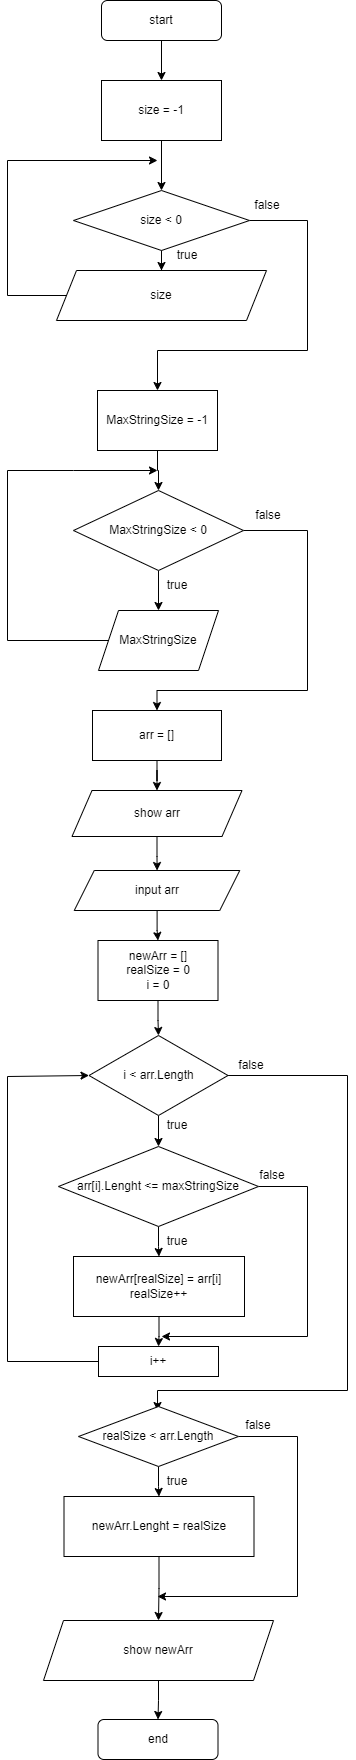 start
size = -1
false
size < 0
true
size
MaxStringSize = -1
false
MaxStringSize < 0
true
MaxStringSize
arr = []
show arr
input arr
newArr = []
realSize = 0
i = 0
false
i < arr.Length
true
false
arr[i].Lenght <= maxStringSize
true
newArr[realSize] = arr[i]
realSize++
i++
false
realSize < arr.Length
true
newArr.Lenght = realSize
show newArr
end